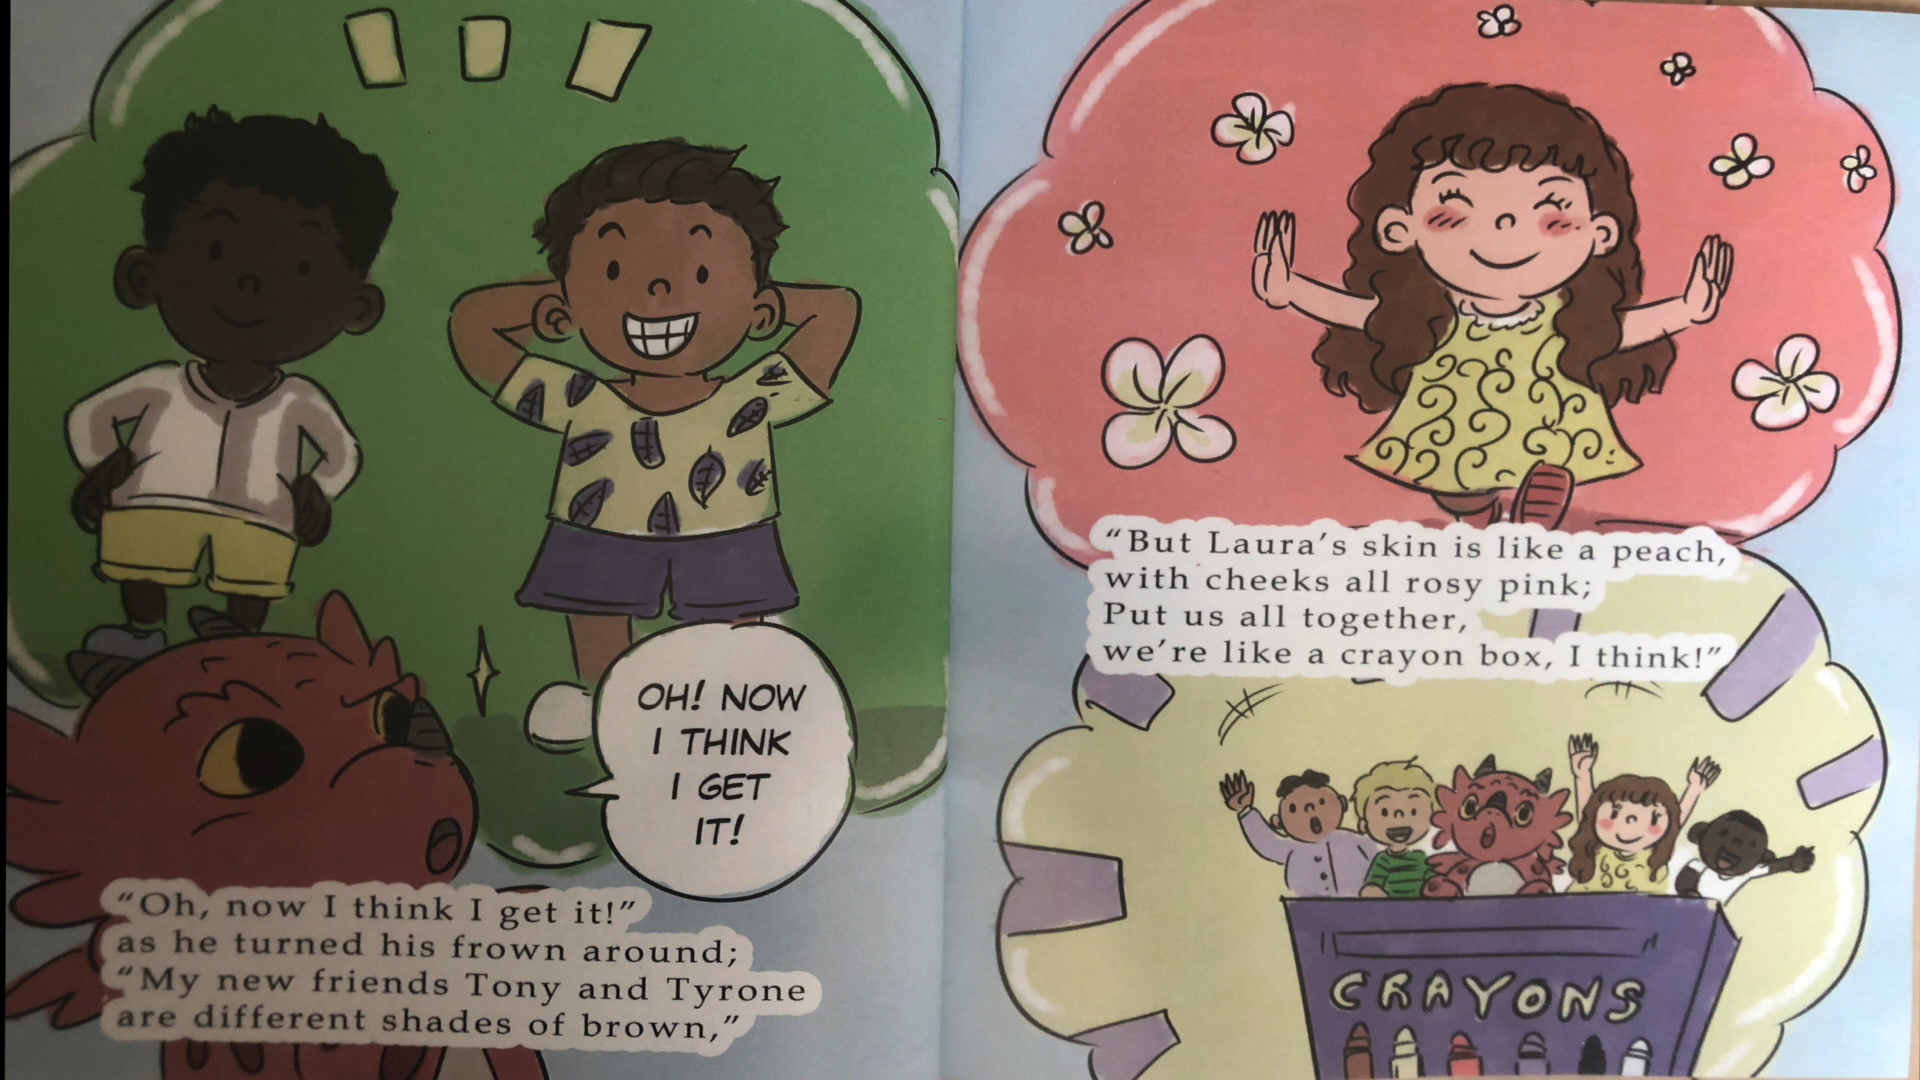 OH! NOW
I THINK
I GET
IT!
“Oh, now I think I get it!”
as he turned his frown around;
“My new friends Tony and Tyrone
are different shades of brown,”
“But Laura’s skin is like a peach,
with cheeks all rosy pink;
Put us all together,
we’re like a crayon box, I think!”
CRAYONS